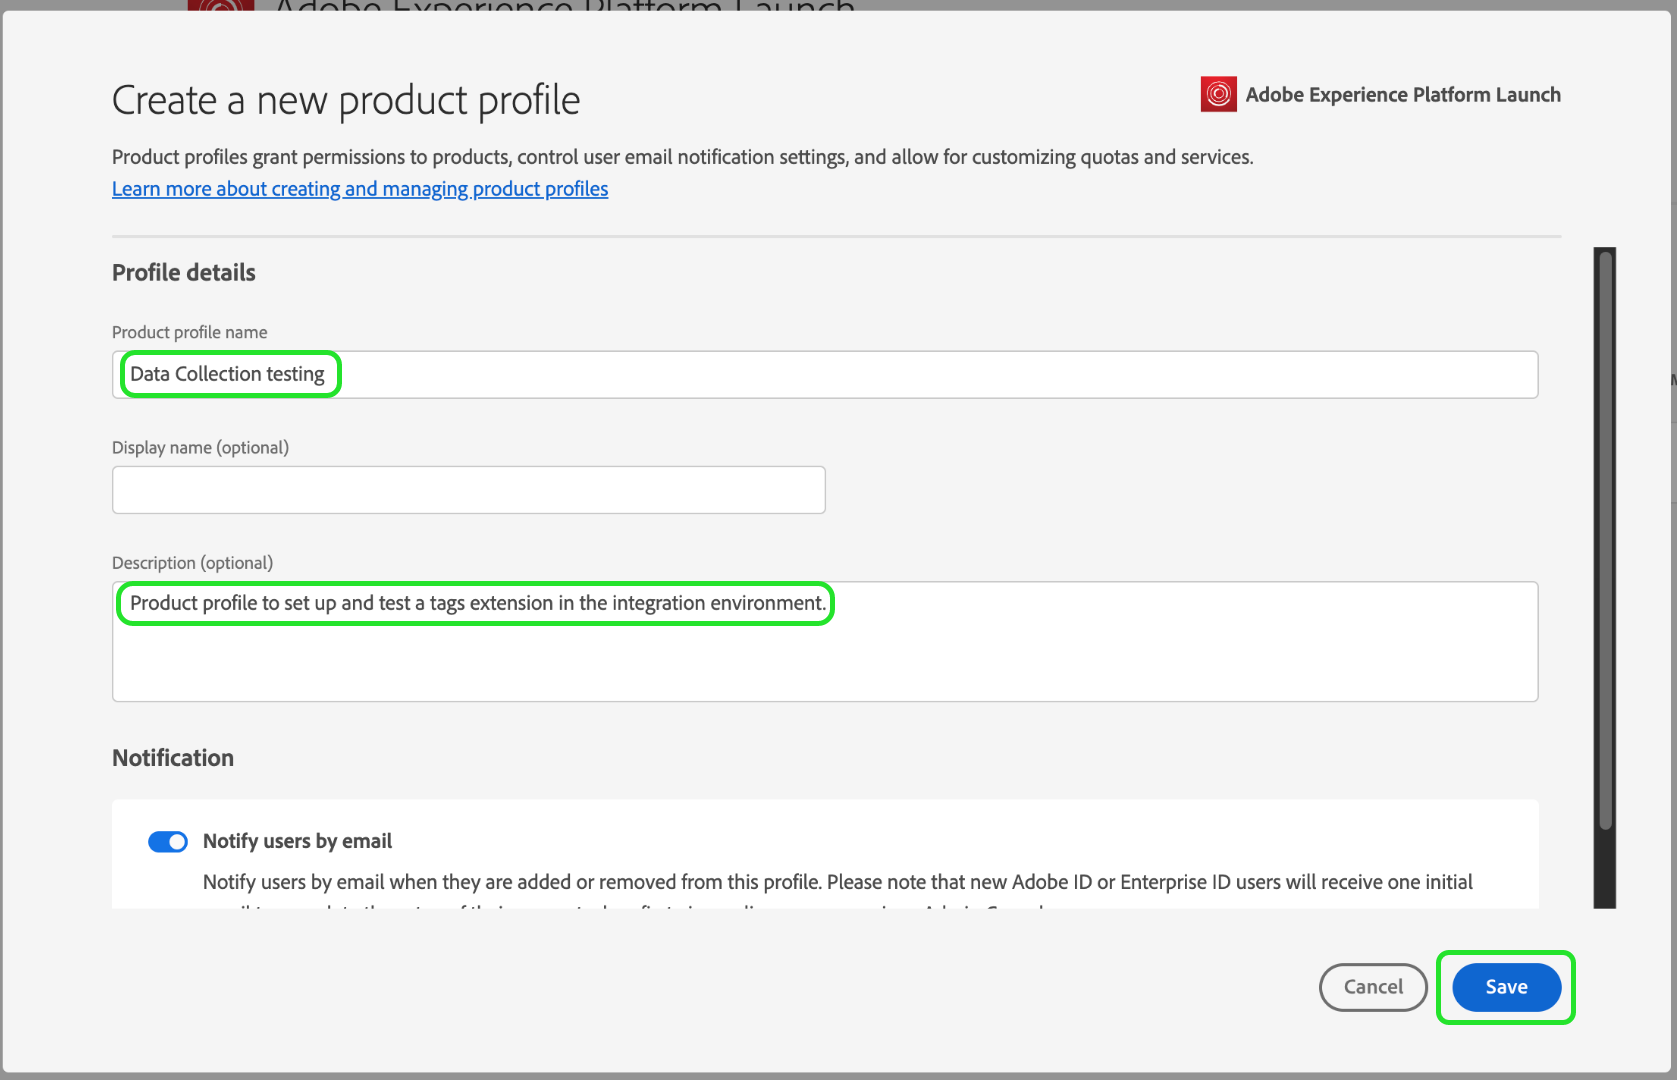 Adobe Experience Platform Launch
Create a new product profile
Adobe Experience Platform Launch
Product profiles grant permissions to products, control user email notification settings, and allow for customizing quotas and services.
Learn more about creating and managing product profiles
Profile details
Product profile name
Data Collection testing
Display name (optional)
Description (optional)
Product profile to set up and test a tags extension in the integration environment.
Notification
Notify users by email
Notify users by email when they are added or removed from this profile. Please note that new Adobe ID or Enterprise ID users will receive one initial
Cancel
Save